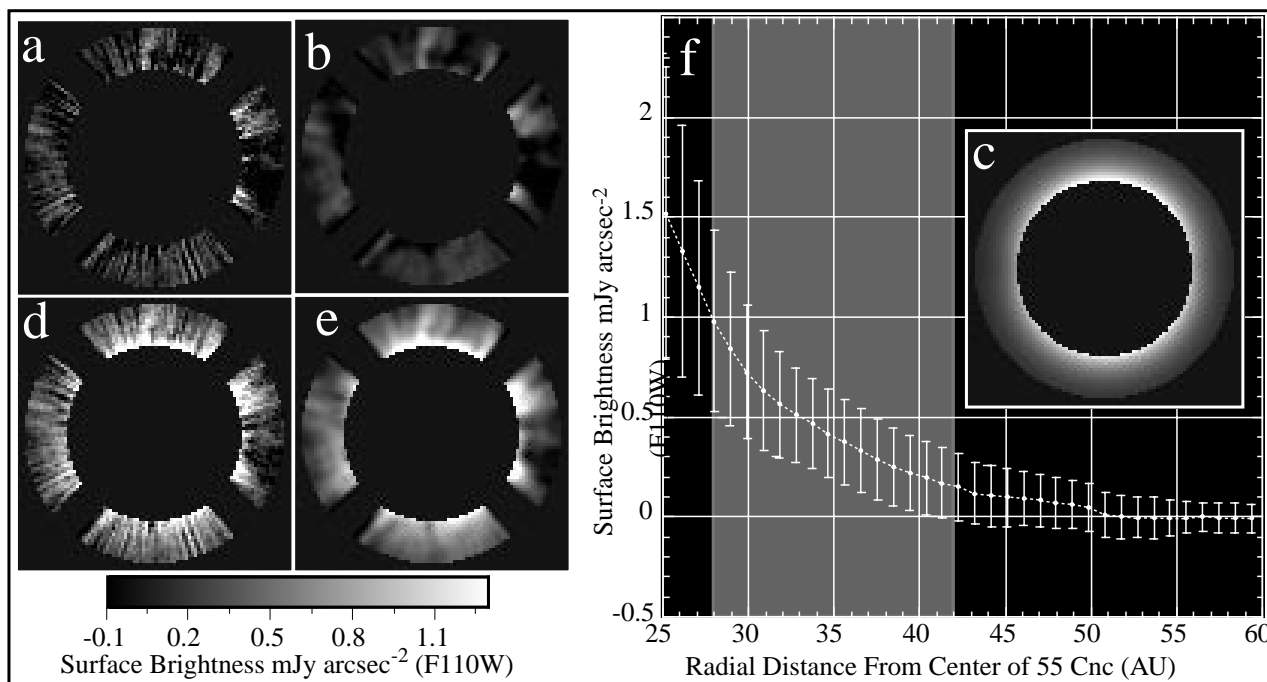 a
b
d
e
-0.1 0.2 0.5 0.8 1.1
Surface Brightness mJy arcsec-2 (F110W)
f
c
Surface Brightness mJy arcsec-2
(F110W)
2
1.5
1
0.5
0
-0.5
25 30 35 40 45 50 55 60
Radial Distance From Center of 55 Cnc (AU)